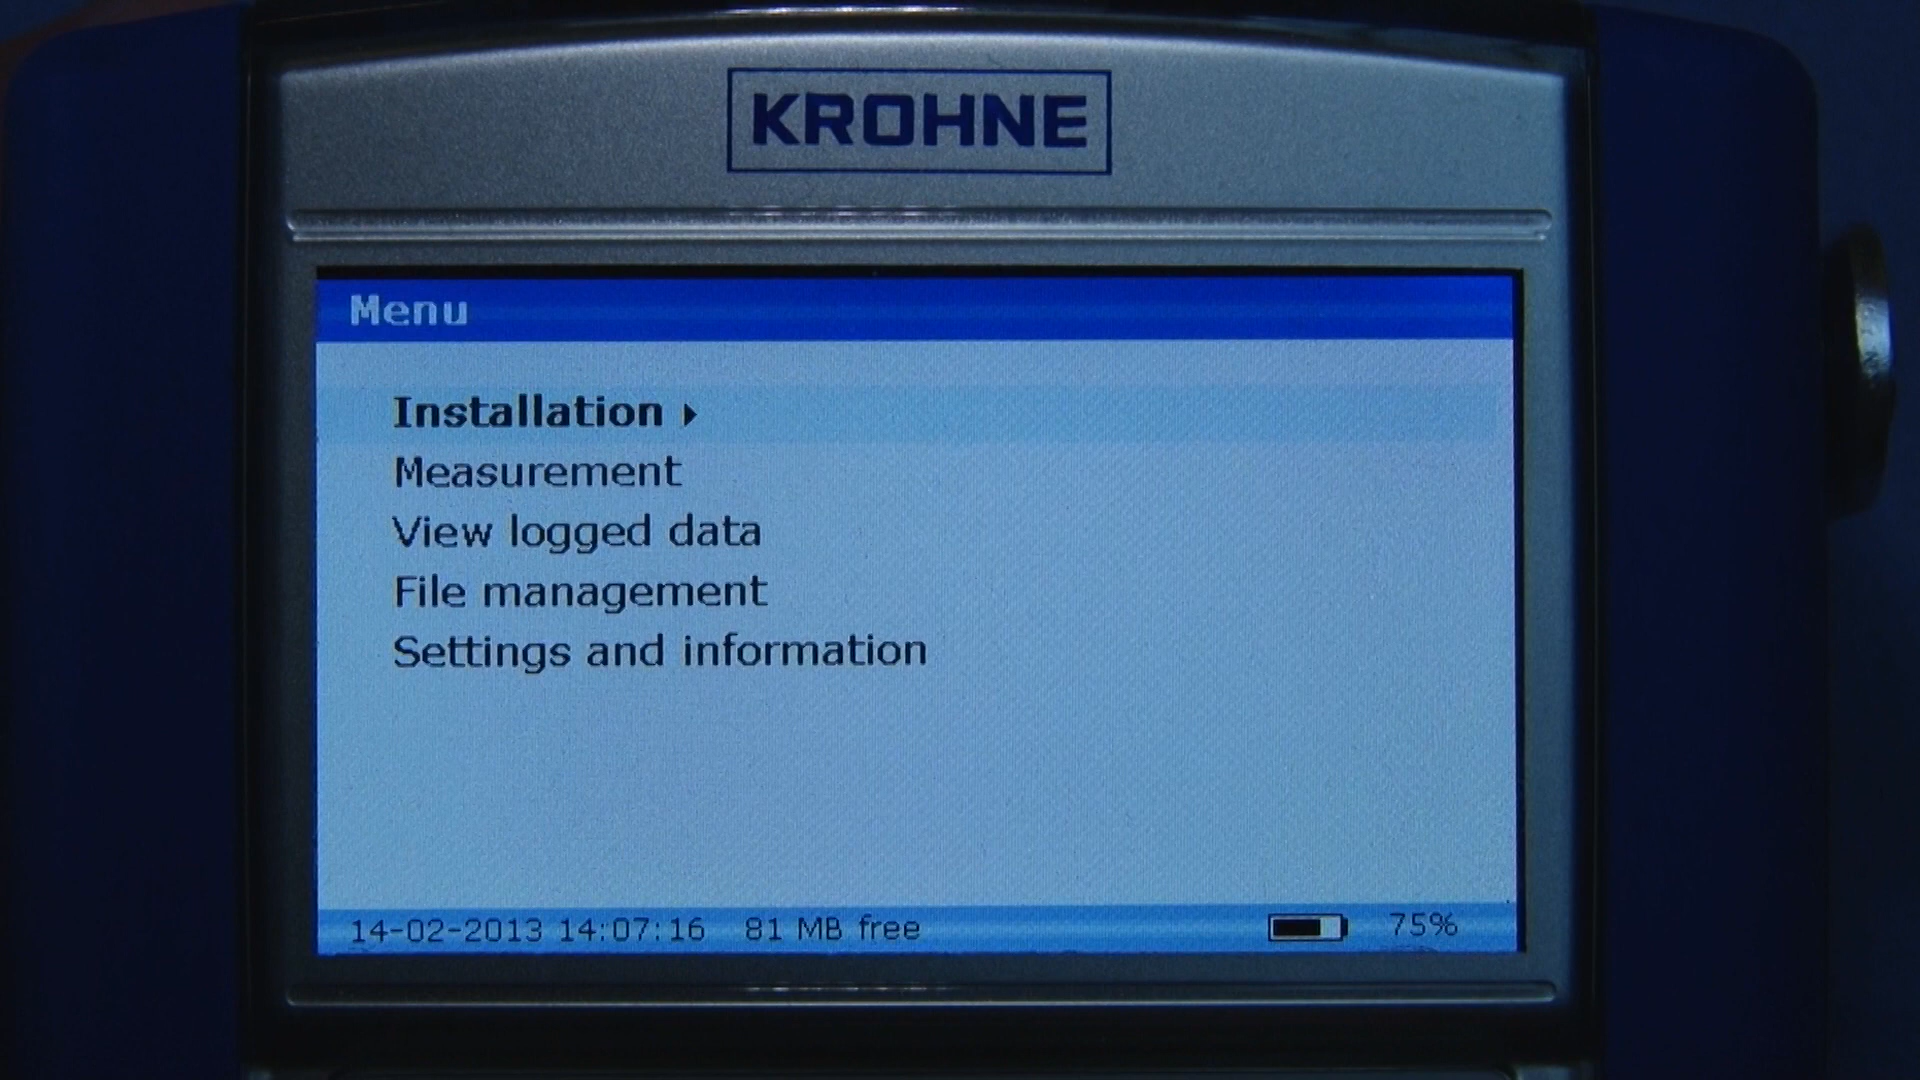 KROHNE
Menu
Installation
Measurement
View logged data
File management
Settings and information
14-02-2013 14:07:16 81 MB free 75%